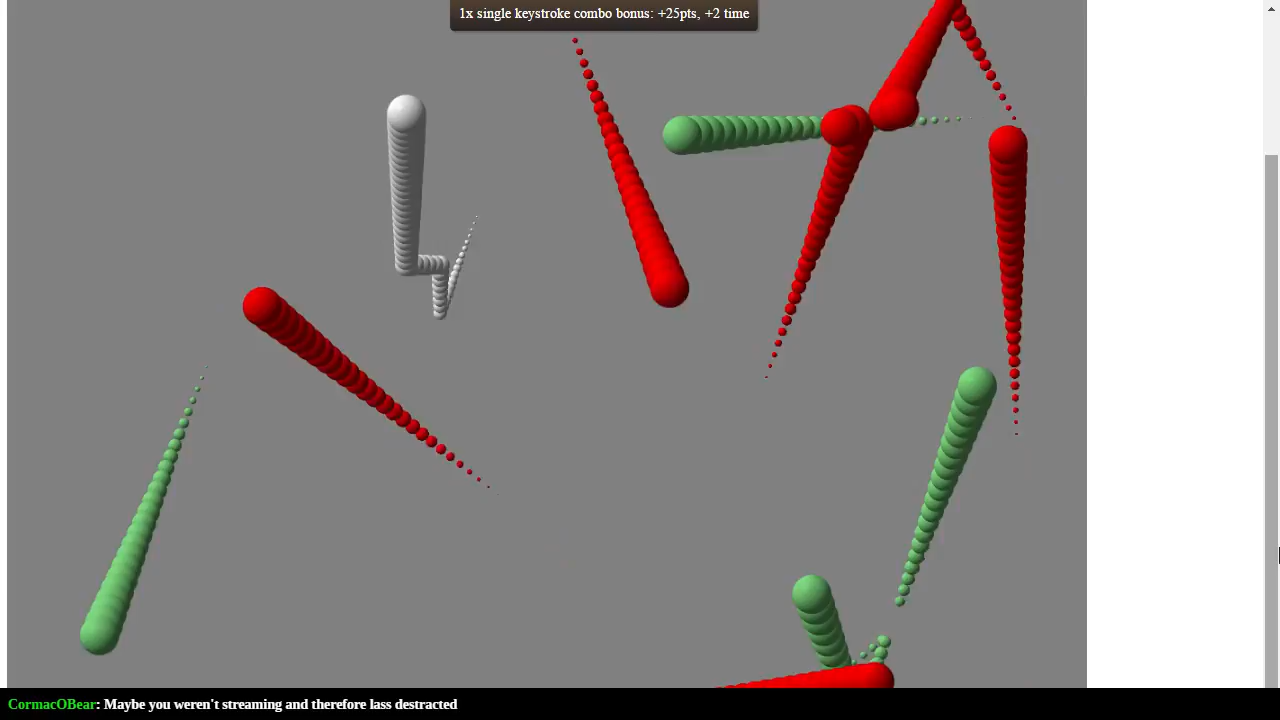 1x single keystroke combo bonus: +25pts, +2 time
CormacOBear: Maybe you weren't streaming and therefore lass destracted